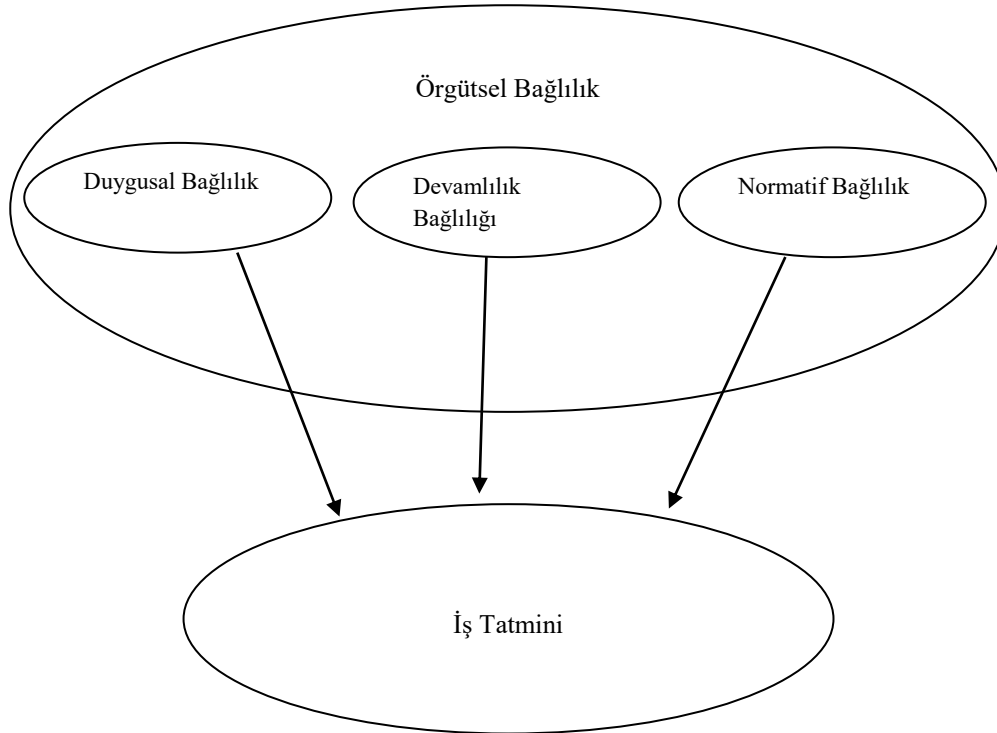 Örgütsel Bağlılık
Duygusal Bağlılık
Devamlılık
Bağlılığı
Normatif Bağlılık
İş Tatmini